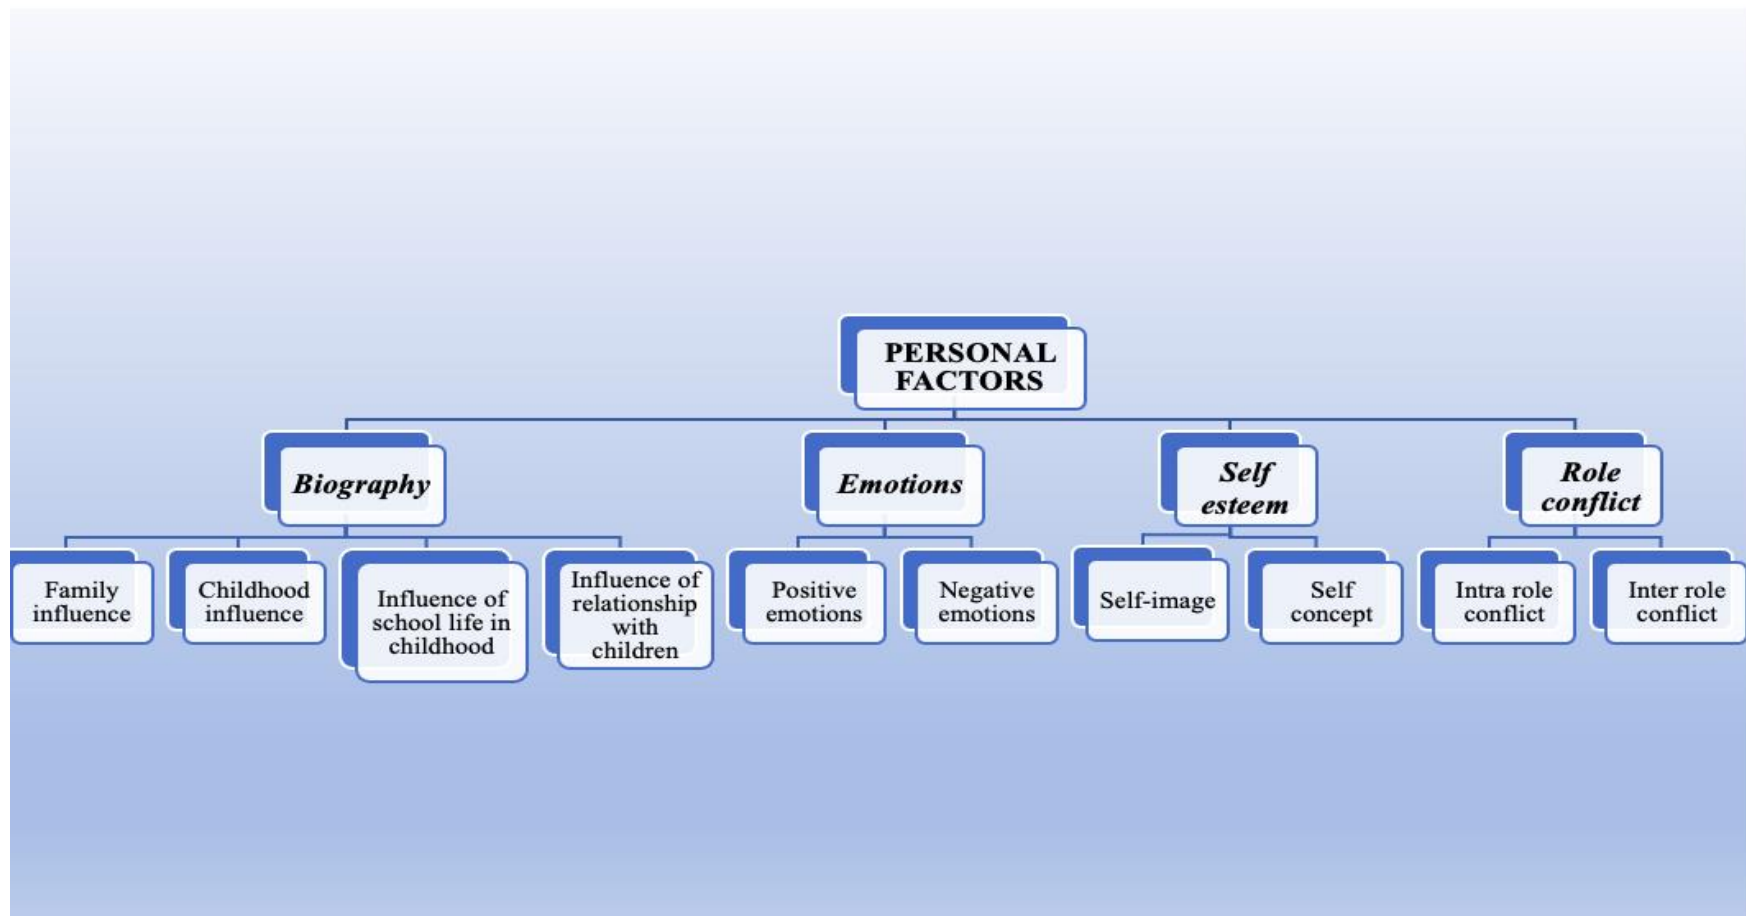 PERSONAL
FACTORS
Biography
Emotions
Self
esteem
Role
conflict
Family
influence
Childhood
influence
Influence of
school life in
childhood
Influence of
relationship
with
children
Positive
emotions
Negative
emotions
Self-image
Self
concept
Intra role
conflict
Inter role
conflict